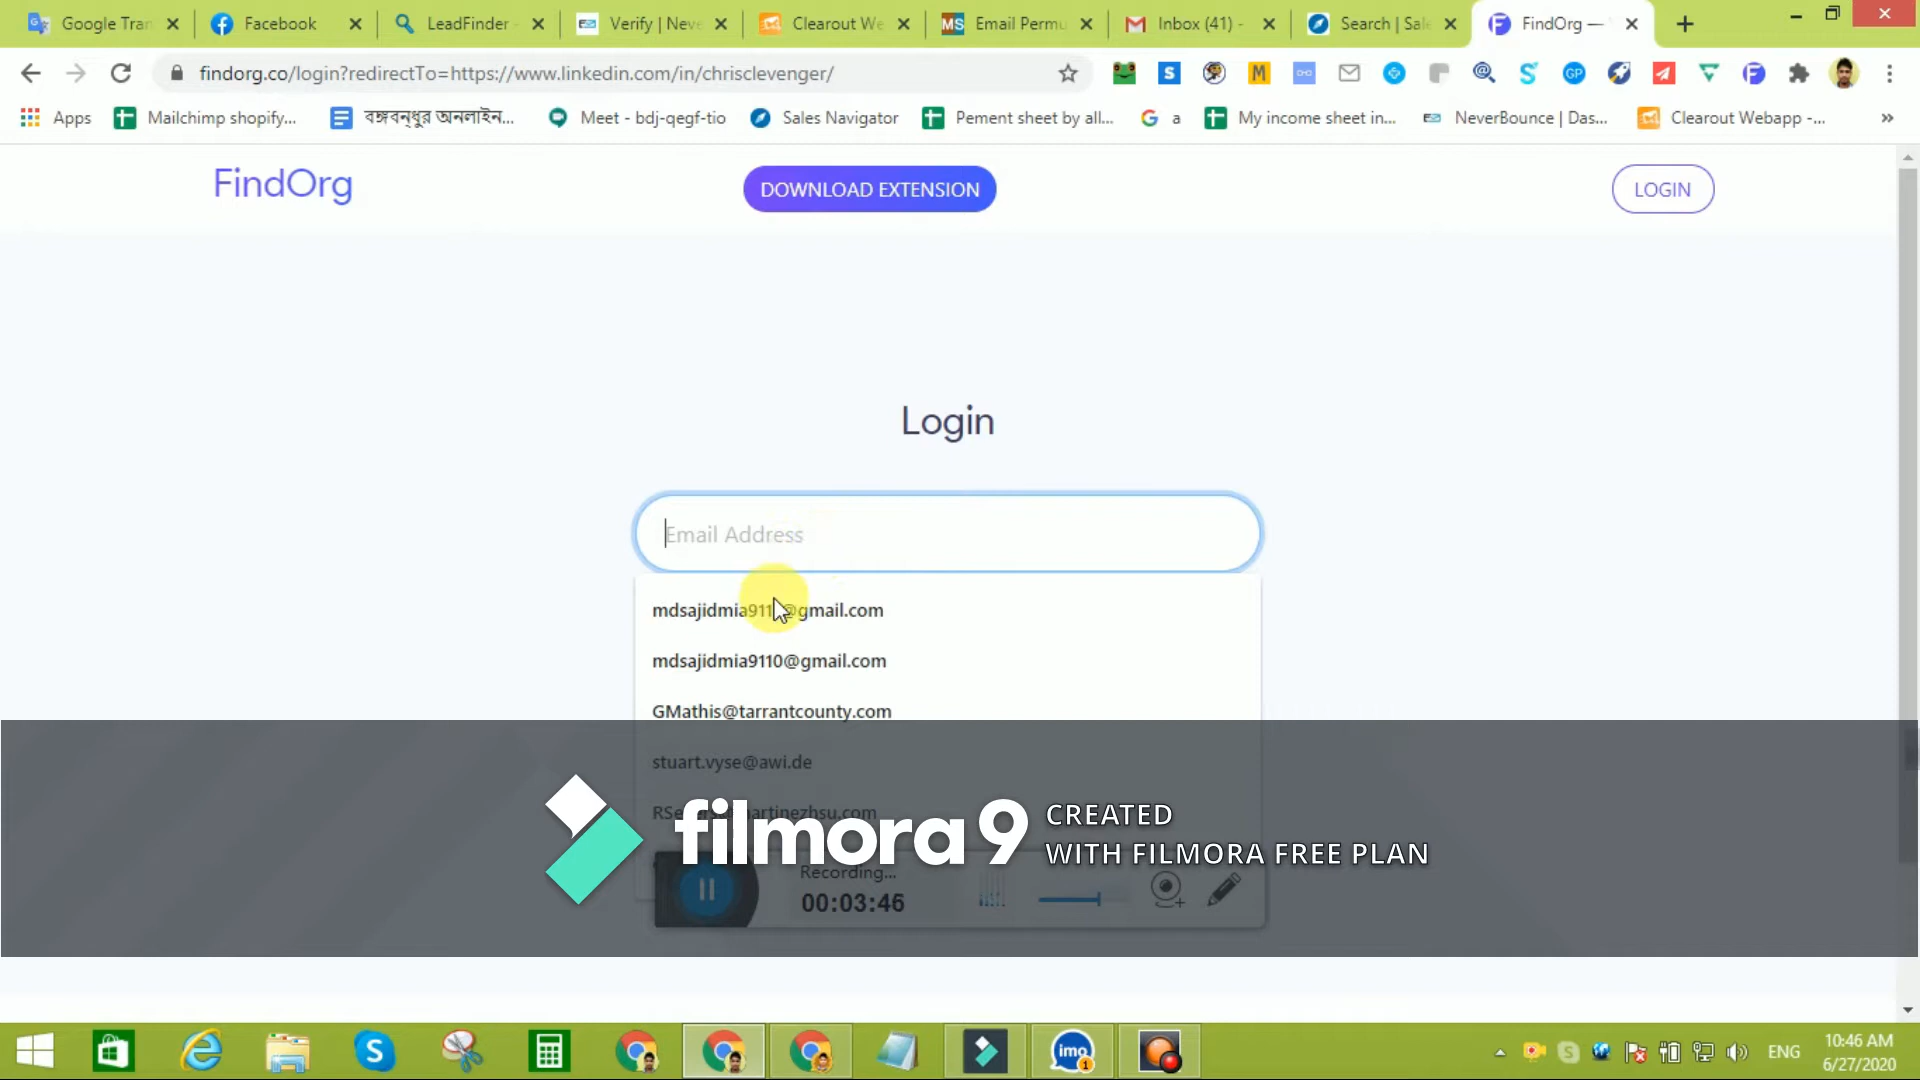 Google Tran
Facebook
LeadFinder -
Verify | Neve
Clearout We
Email Permu
Inbox (41) -
Search | Sale
FindOrg —
findorg.co/login?redirectTo=https://www.linkedin.com/in/chrisclevenger/
Apps
Mailchimp shopify...
বঙ্গবন্ধুর অনলাইন...
Meet - bdj-qegf-tio
Sales Navigator
Pement sheet by all...
a
My income sheet in...
NeverBounce | Das...
Clearout Webapp -...
»
FindOrg
DOWNLOAD EXTENSION
LOGIN
Login
Email Address
@gmail.com
mdsajidmia9110@gmail.com
GMathis@tarrantcounty.com
stuart.vyse@awi.de
filmora9
CREATED
WITH FILMORA FREE PLAN
Recording...
00:03:46
ENG
10:46 AM
6/27/2020